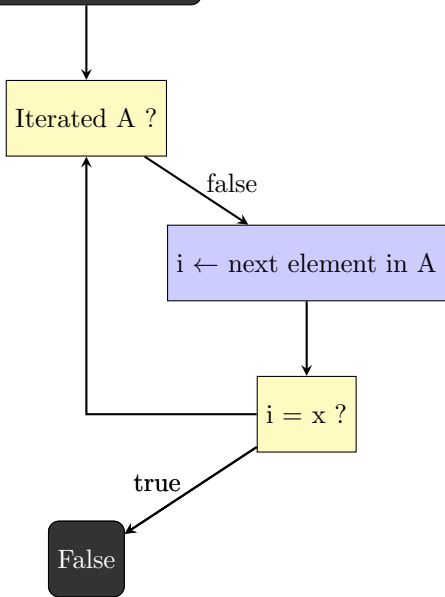 Iterated A ?
false
i ← next element in A
i = x ?
true
False